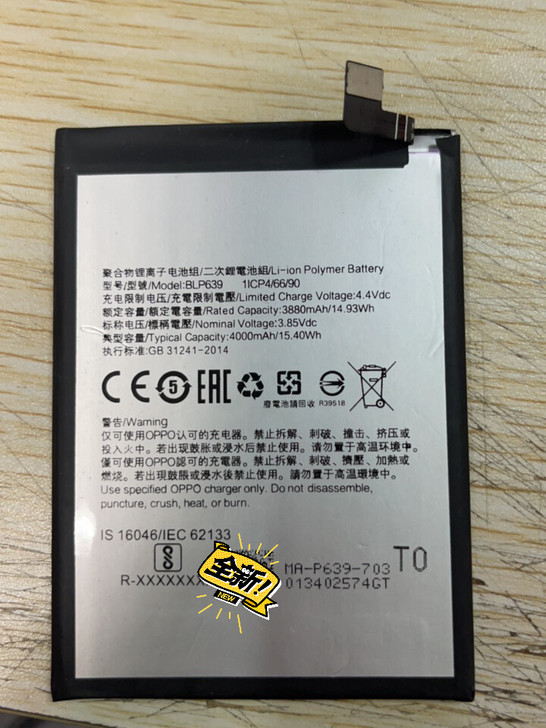 聚合物锂离子电池组/二次鋰電池組/Li-ion Polymer Battery
型号/型號/Model:BLP639 1ICP4/66/90
充电限制电压/充電限制電壓/Limited Charge Voltage:4.4Vdc
额定容量/額定電容量/Rated Capacity:3880mAh/14.93Wh
标称电压/標稱電壓/Nominal Voltage:3.85Vdc
典型容量/Typical Capacity:4000mAh/15.40Wh
执行标准:GB 31241-2014
CE 5 EAC
廢電池請回收 R39518
警告/Warning
仅可使用OPPO认可的充电器。禁止拆解、刺破、撞击、挤压或
投入火中。若出现鼓胀或浸水后禁止使用。请勿置于高温环境中。
僅可使用OPPO認可的充電器。禁止拆解、刺破、擠壓、加熱或
燃燒。若出現鼓脹或浸水後禁止使用。請勿置于高溫環境中。
Use specified OPPO charger only. Do not disassemble,
puncture, crush, heat, or burn.
IS 16046/IEC 62133
R-XXXXXXX
全新!
NEW
MA-P639-703 T0
013402574GT